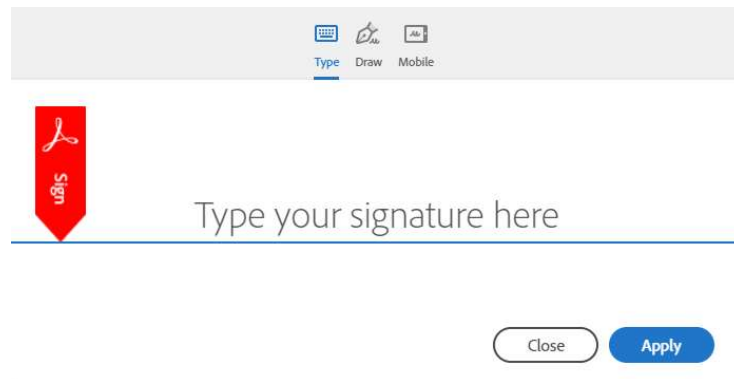 Type Draw Mobile
Sign
Type your signature here
Close Apply